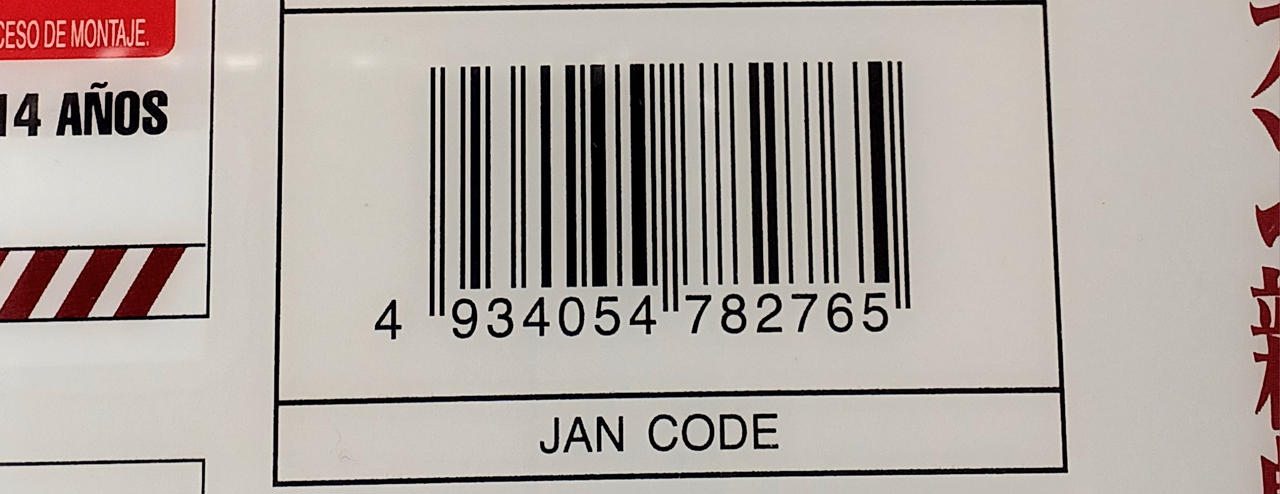 CESO DE MONTAJE.
14 AÑOS
4 934054 782765
JAN CODE